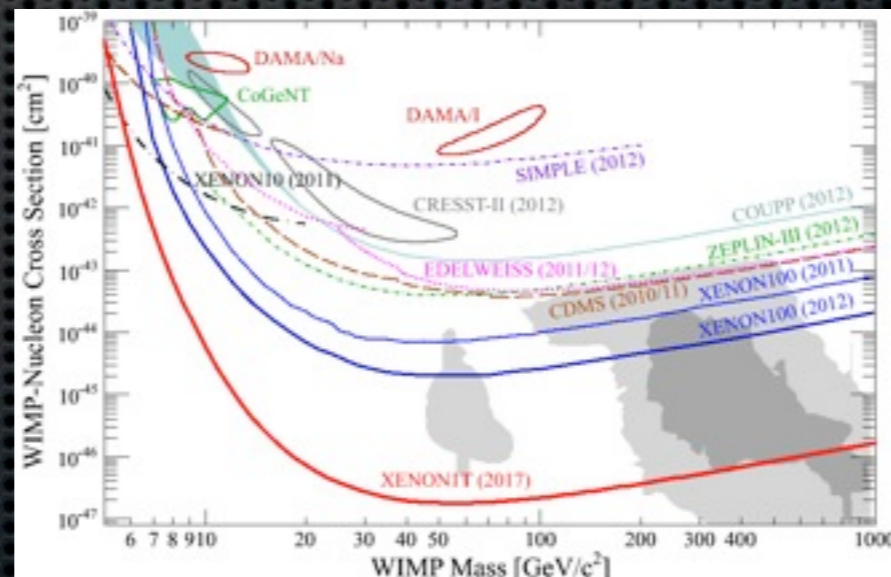 10⁻³⁹
DAMA/Na
10⁻⁴⁰
CoGeNT
DAMA/I
10⁻⁴¹
SIMPLE (2012)
XENON10 (2011)
CRESST-II (2012)
COUPP (2012)
10⁻⁴²
ZEPLIN-III (2012)
EDELWEISS (2011/12)
10⁻⁴³
CDMS (2010/11)
XENON100 (2011)
XENON100 (2012)
10⁻⁴⁴
10⁻⁴⁵
10⁻⁴⁶
XENON1T (2017)
10⁻⁴⁷
WIMP-Nucleon Cross Section [cm²]
6 7 8 910 20 30 40 50 100 200 300 400 1000
WIMP Mass [GeV/c²]